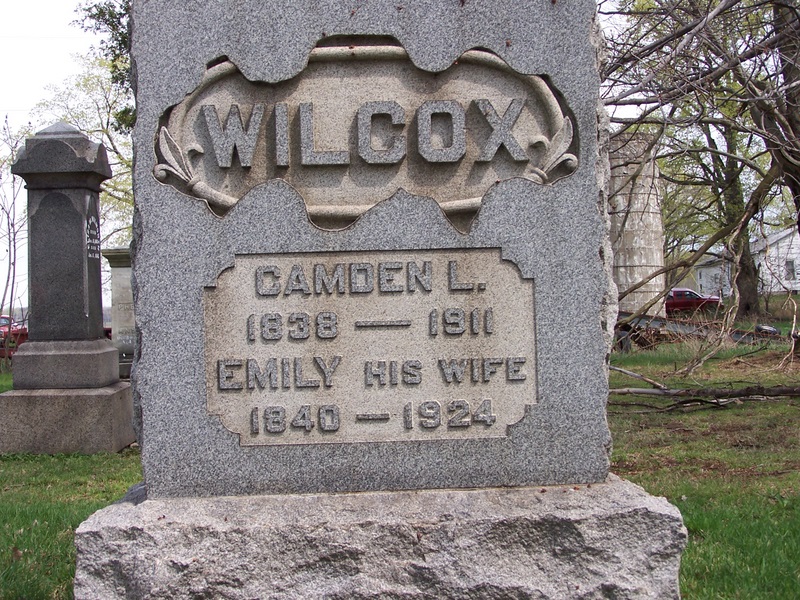 WILCOX
CAMDEN L.
1838 — 1911
EMILY HIS WIFE
1840 — 1924